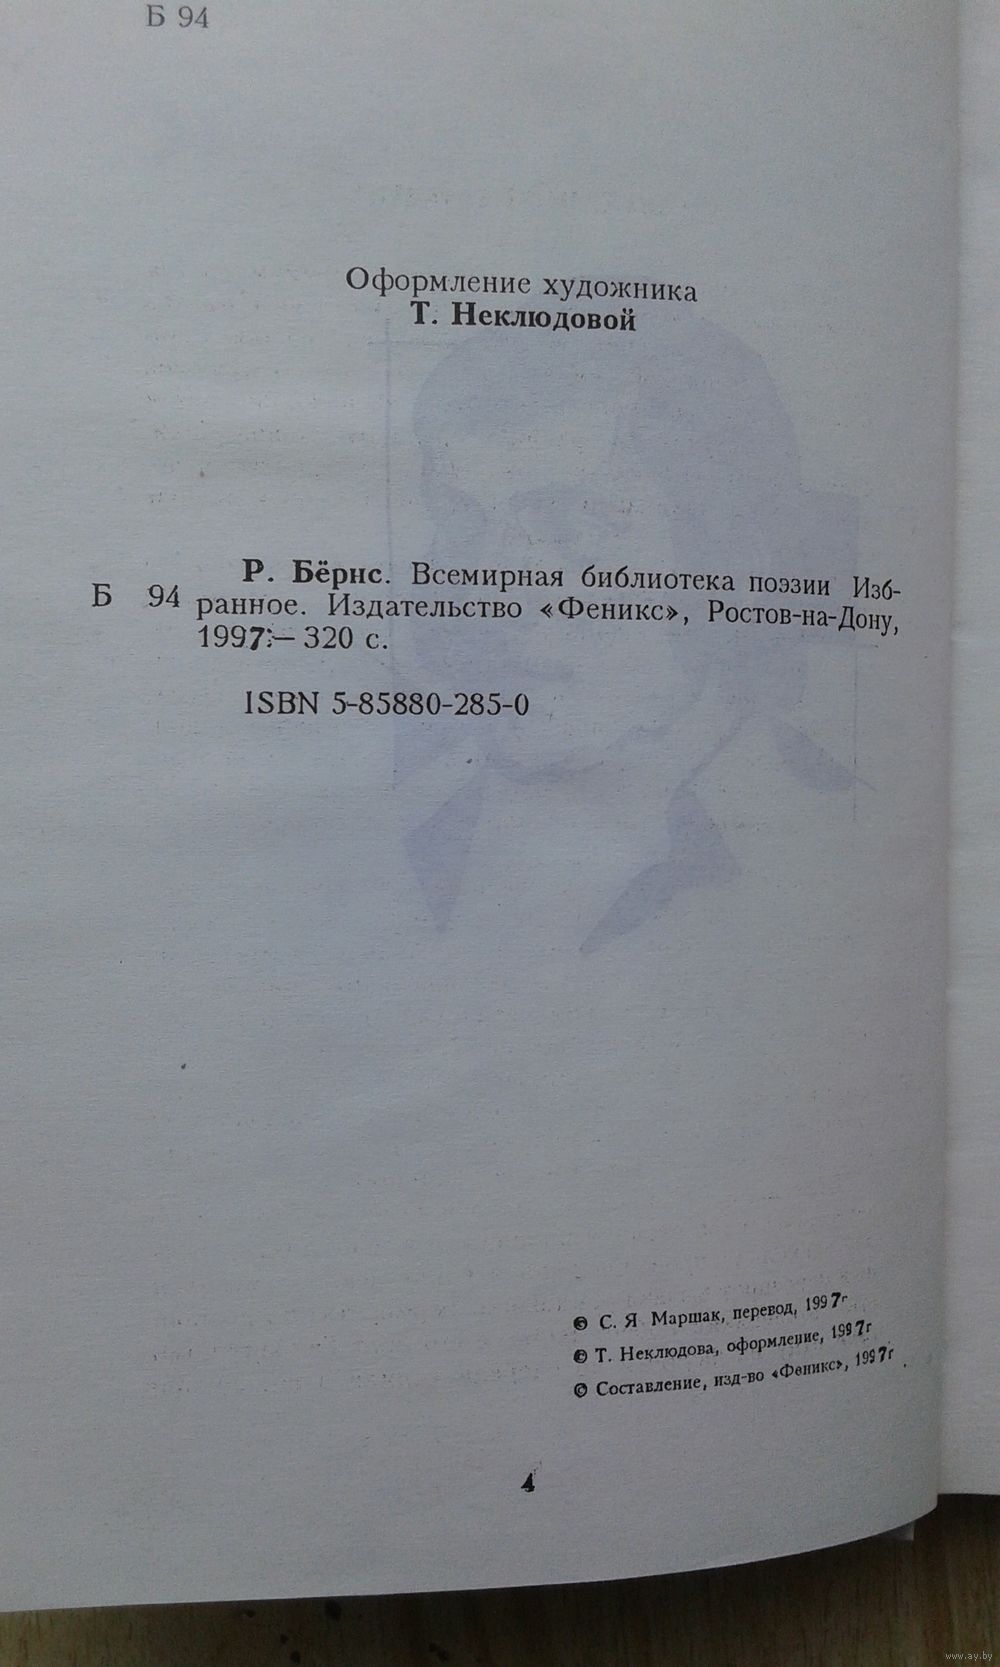 Б 94
Оформление художника
Т. Неклюдовой
Р. Бёрнс. Всемирная библиотека поэзии Изб-
Б 94 ранное. Издательство «Феникс», Ростов-на-Дону,
1997.— 320 с.
ISBN 5-85880-285-0
© С. Я Маршак, перевод, 1997г
© Т. Неклюдова, оформление, 1997г
© Составление, изд-во «Феникс», 1997г
4
www.ay.by